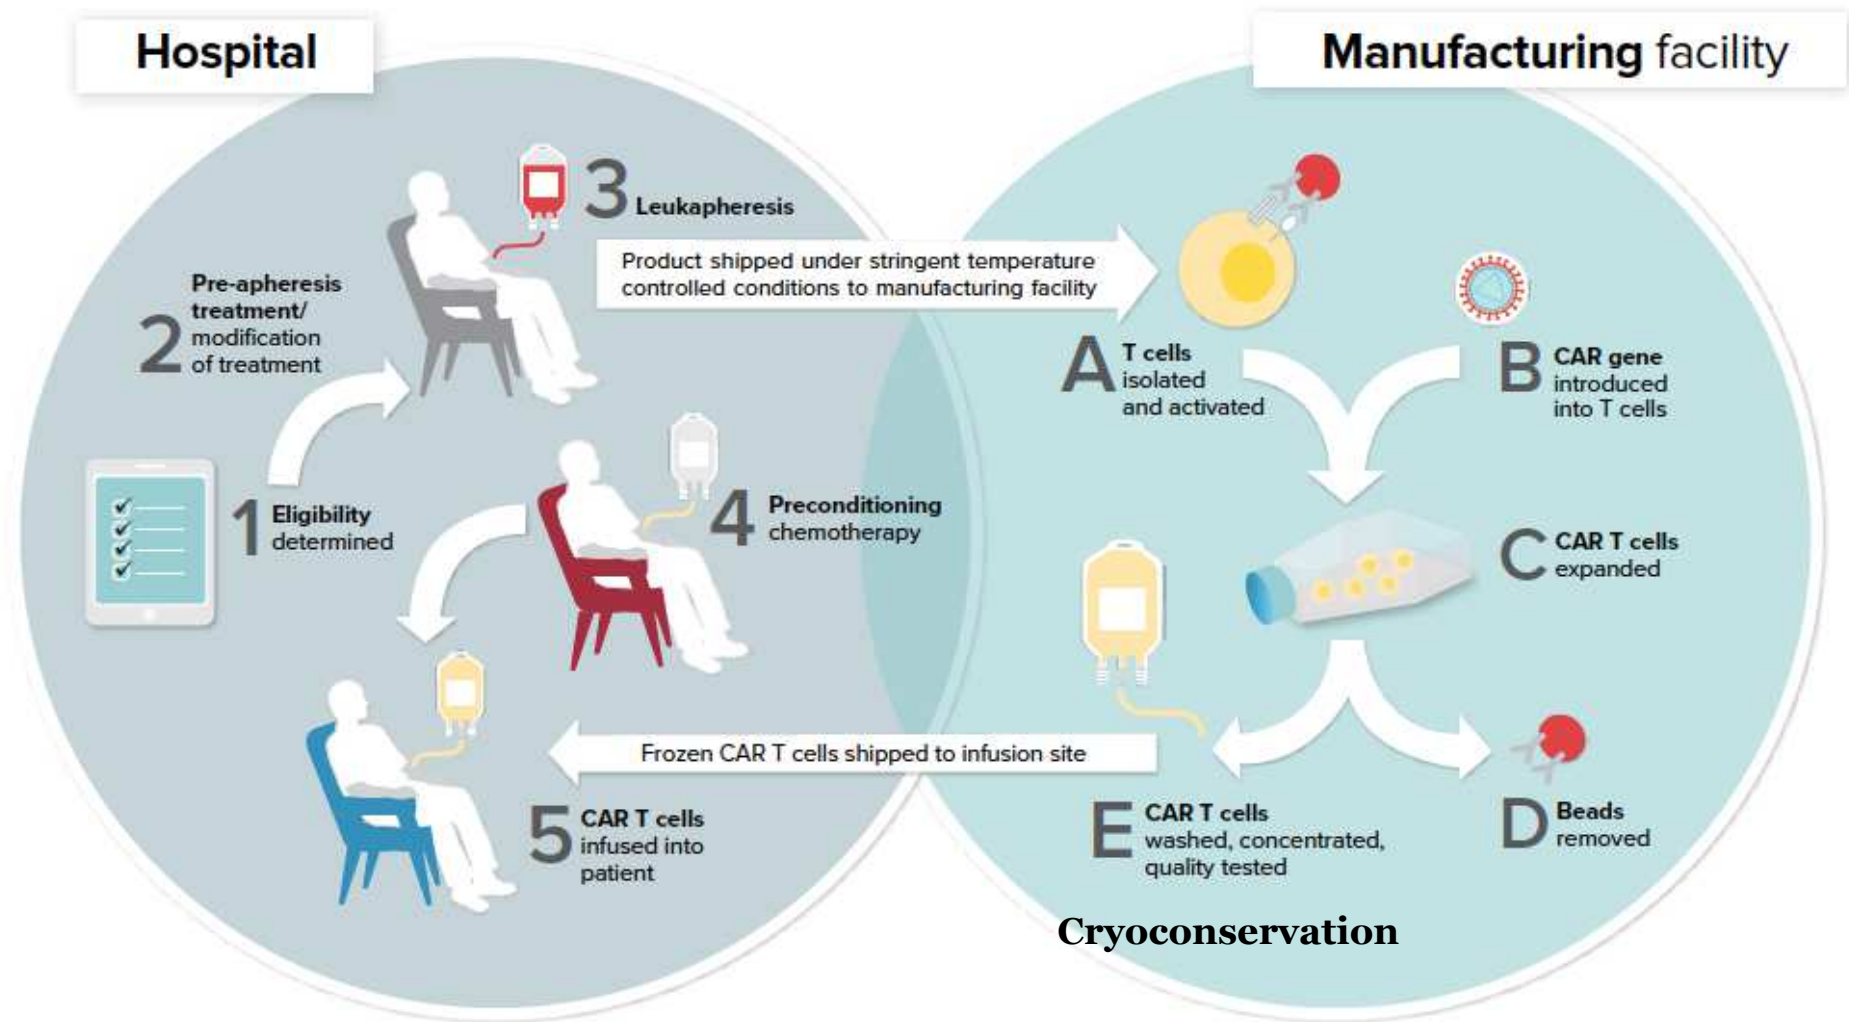 Hospital
Manufacturing facility
3 Leukapheresis
Product shipped under stringent temperature
controlled conditions to manufacturing facility
2 Pre-apheresis
treatment/
modification
of treatment
1 Eligibility
determined
4 Preconditioning
chemotherapy
A T cells
isolated
and activated
B CAR gene
introduced
into T cells
C CAR T cells
expanded
Frozen CAR T cells shipped to infusion site
5 CAR T cells
infused into
patient
E CAR T cells
washed, concentrated,
quality tested
D Beads
removed
Cryoconservation